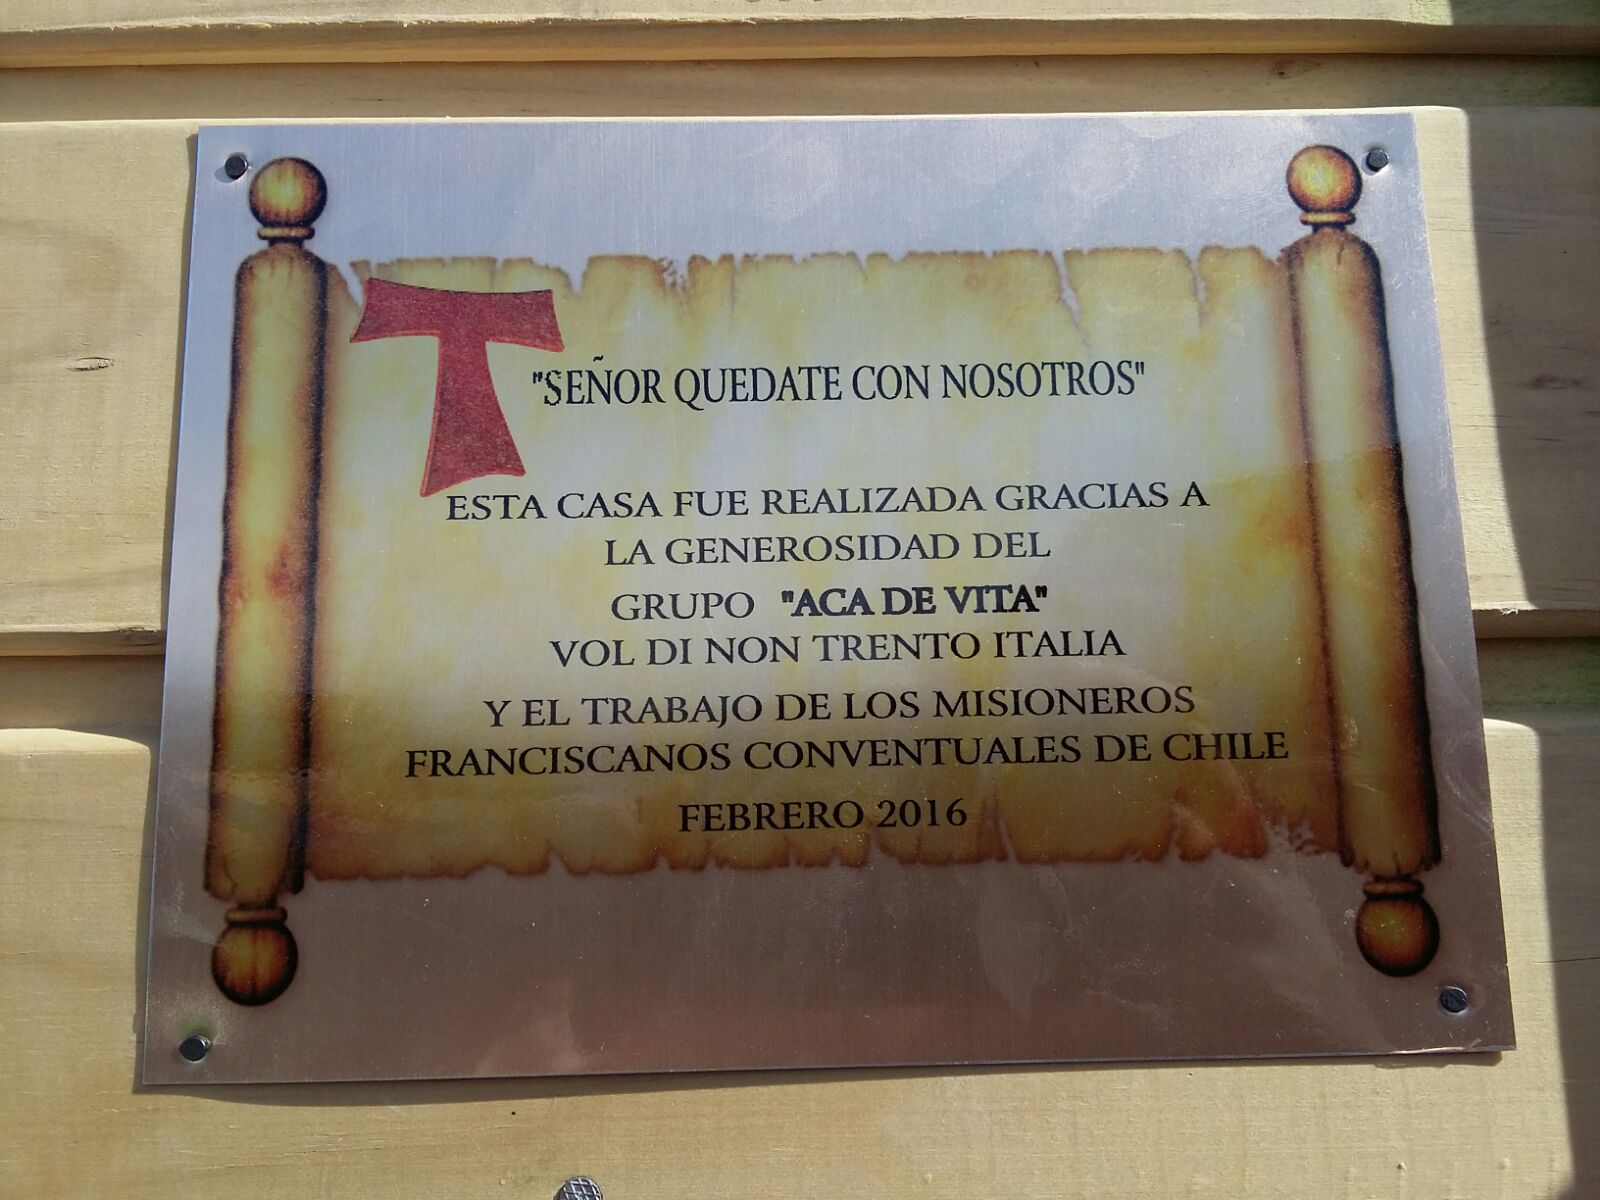 "SEÑOR QUEDATE CON NOSOTROS"
ESTA CASA FUE REALIZADA GRACIAS A
LA GENEROSIDAD DEL
GRUPO "ACA DE VITA"
VOL DI NON TRENTO ITALIA
Y EL TRABAJO DE LOS MISIONEROS
FRANCISCANOS CONVENTUALES DE CHILE
FEBRERO 2016